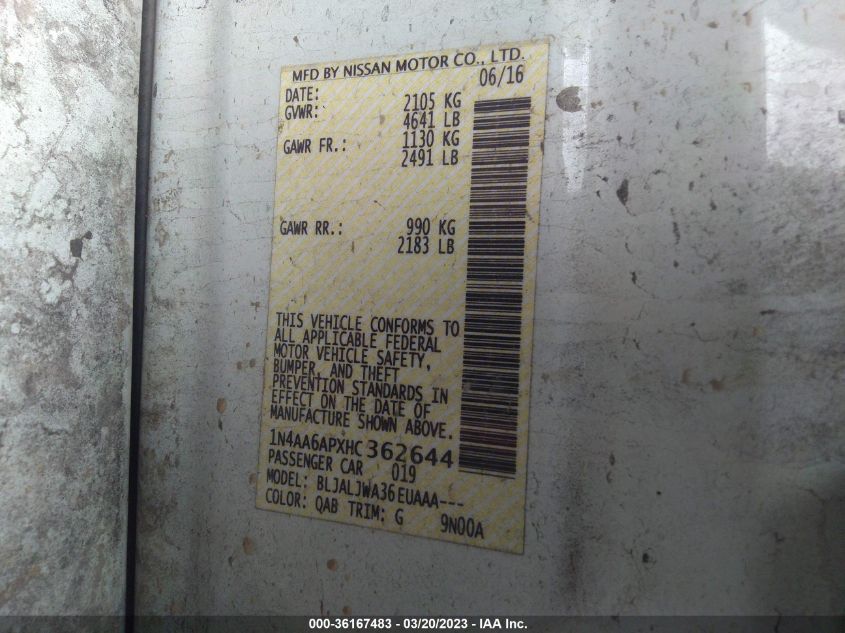 MFD BY NISSAN MOTOR CO., LTD.
DATE: 06/16
GVWR: 2105 KG
4641 LB
GAWR FR.: 1130 KG
2491 LB
GAWR RR.: 990 KG
2183 LB
THIS VEHICLE CONFORMS TO
ALL APPLICABLE FEDERAL
MOTOR VEHICLE SAFETY,
BUMPER, AND THEFT
PREVENTION STANDARDS IN
EFFECT ON THE DATE OF
MANUFACTURE SHOWN ABOVE.
1N4AA6APXHC362644
PASSENGER CAR 019
MODEL: BLJALJWA36EUAAA---
COLOR: QAB TRIM: G 9N00A
000-36167483 - 03/20/2023 - IAA Inc.